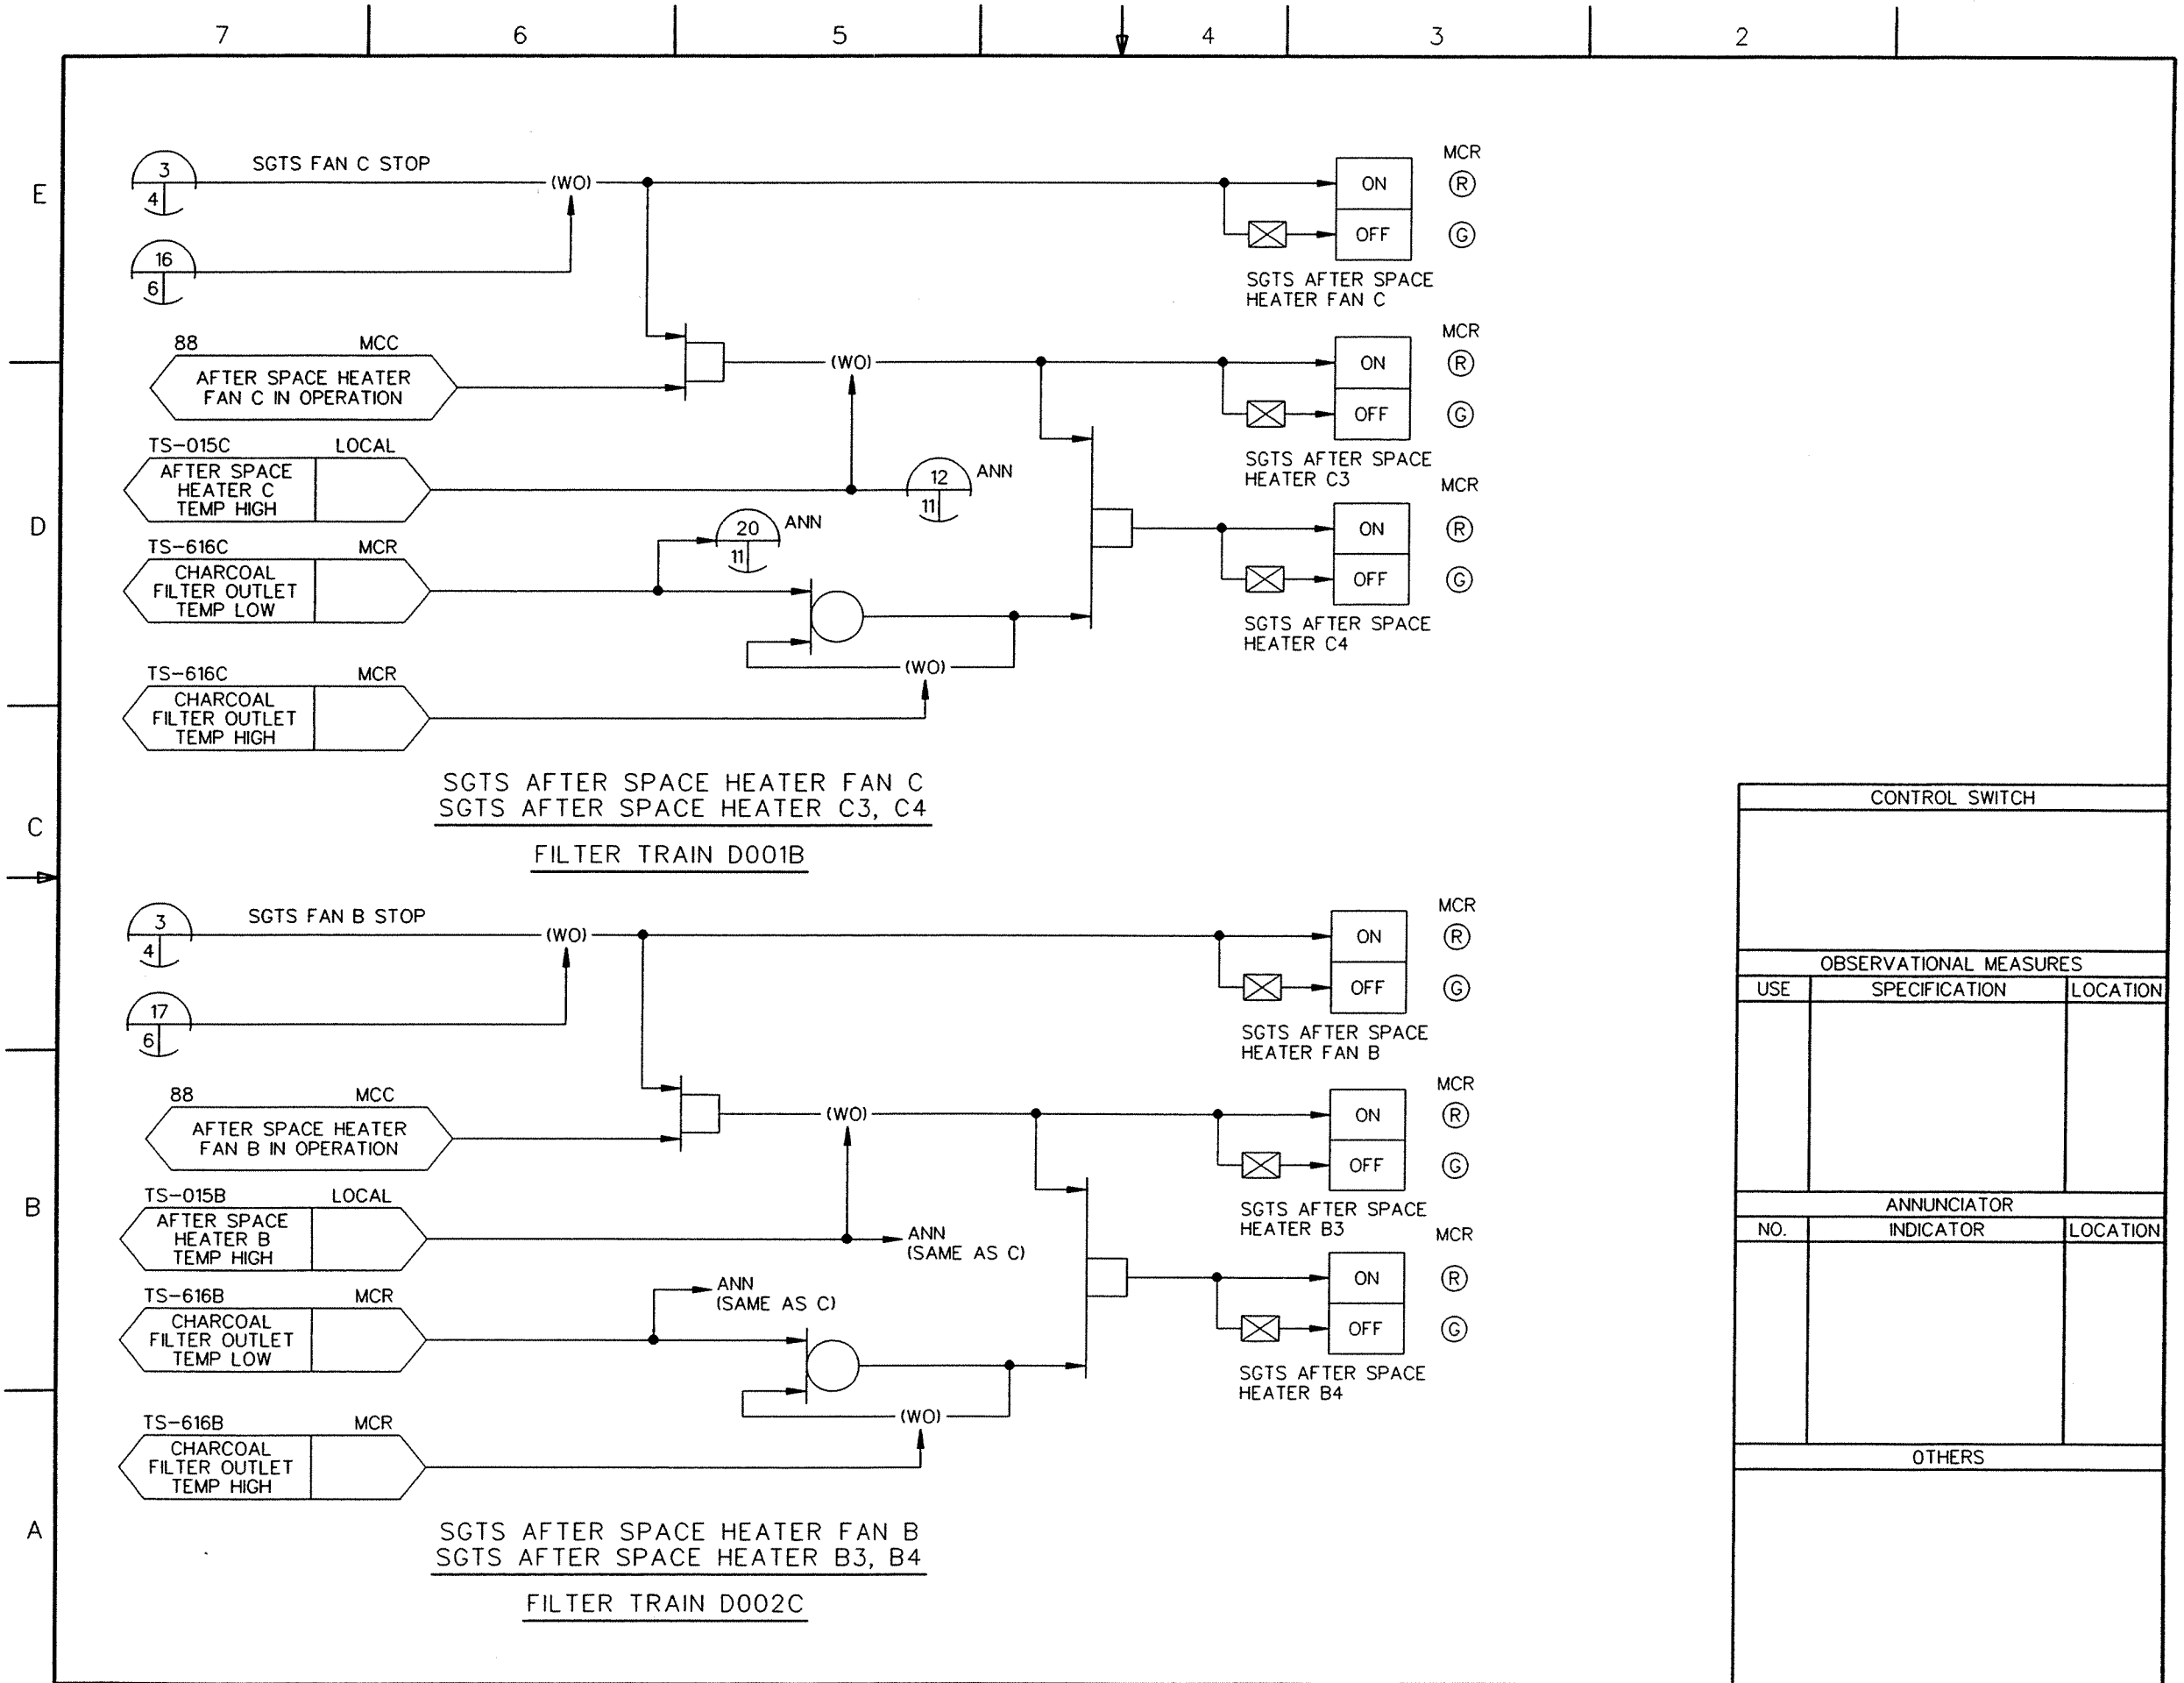 7 6 5 4 3 2
E
D
C
B
A
3
4
SGTS FAN C STOP
(WO)
16
6
ON
OFF
MCR
R
G
SGTS AFTER SPACE
HEATER FAN C
88 MCC
AFTER SPACE HEATER
FAN C IN OPERATION
(WO)
ON
OFF
MCR
R
G
SGTS AFTER SPACE
HEATER C3
TS-015C LOCAL
AFTER SPACE
HEATER C
TEMP HIGH
12
11
ANN
20
11
ANN
TS-616C MCR
CHARCOAL
FILTER OUTLET
TEMP LOW
MCR
ON
OFF
R
G
SGTS AFTER SPACE
HEATER C4
(WO)
TS-616C MCR
CHARCOAL
FILTER OUTLET
TEMP HIGH
SGTS AFTER SPACE HEATER FAN C
SGTS AFTER SPACE HEATER C3, C4
FILTER TRAIN D001B
3
4
SGTS FAN B STOP
(WO)
17
6
MCR
ON
OFF
R
G
SGTS AFTER SPACE
HEATER FAN B
88 MCC
AFTER SPACE HEATER
FAN B IN OPERATION
(WO)
MCR
ON
OFF
R
G
SGTS AFTER SPACE
HEATER B3
TS-015B LOCAL
AFTER SPACE
HEATER B
TEMP HIGH
ANN
(SAME AS C)
ANN
(SAME AS C)
TS-616B MCR
CHARCOAL
FILTER OUTLET
TEMP LOW
MCR
ON
OFF
R
G
SGTS AFTER SPACE
HEATER B4
(WO)
TS-616B MCR
CHARCOAL
FILTER OUTLET
TEMP HIGH
SGTS AFTER SPACE HEATER FAN B
SGTS AFTER SPACE HEATER B3, B4
FILTER TRAIN D002C
CONTROL SWITCH
OBSERVATIONAL MEASURES
USE SPECIFICATION LOCATION
ANNUNCIATOR
NO. INDICATOR LOCATION
OTHERS